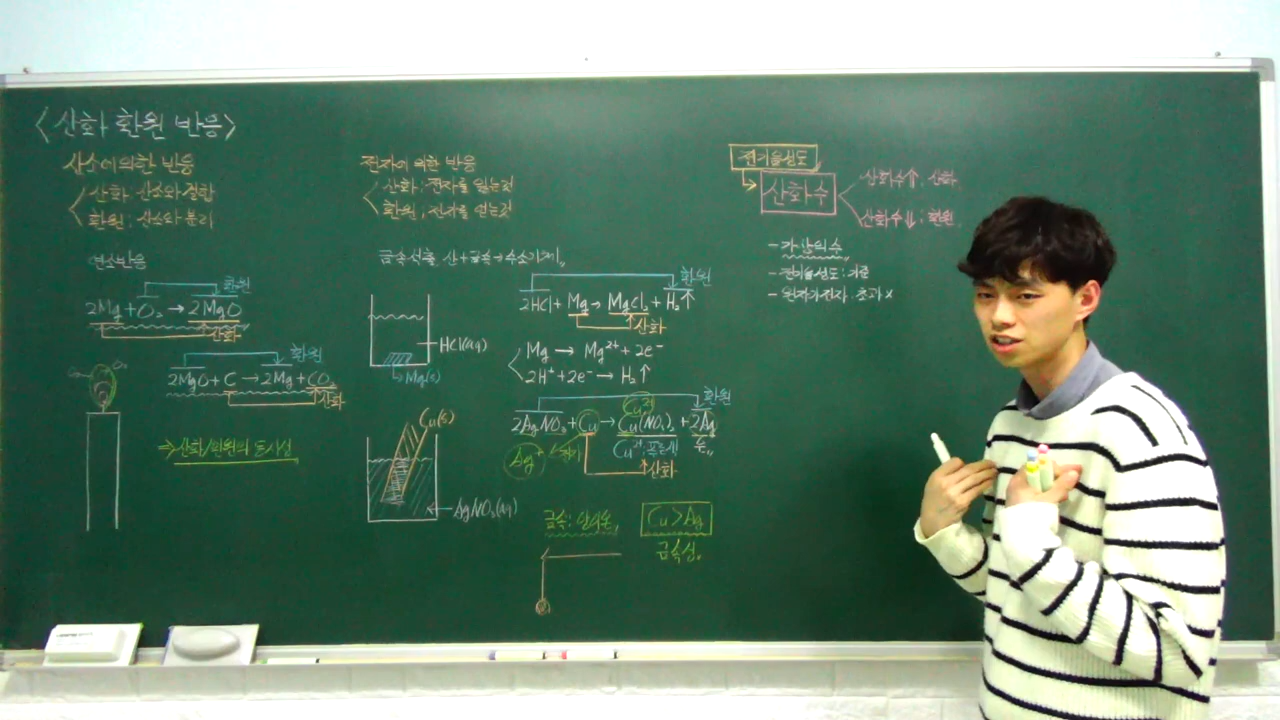 <산화 환원 반응>
산소에 의한 반응
산화: 산소와 결합
환원: 산소와 분리
연소반응
환원
2Mg+O₂ → 2MgO
산화
환원
2MgO+C → 2Mg+CO₂
산화
⇒ 산화/환원의 동시성
전자에 의한 반응
산화: 전자를 잃는것
환원: 전자를 얻는것
금속석출, 산+금속→수소기체〃
HCl(aq)
Mg(s)
Cu(s)
AgNO₃(aq)
환원
2HCl + Mg → MgCl₂ + H₂↑
산화
Mg → Mg²⁺ + 2e⁻
2H⁺ + 2e⁻ → H₂↑
환원
Cu²⁺
2AgNO₃ + Cu → Cu(NO₃)₂ + 2Ag
Ag⁺
Cu²⁺: 푸른색
은〃
산화
금속: 양이온〃
Cu>Ag
금속성〃
전기음성도
산화수
산화수↑: 산화
산화수↓: 환원
- 가상의 수
- 전기음성도: 기준
- 원자가전자. 초과 x